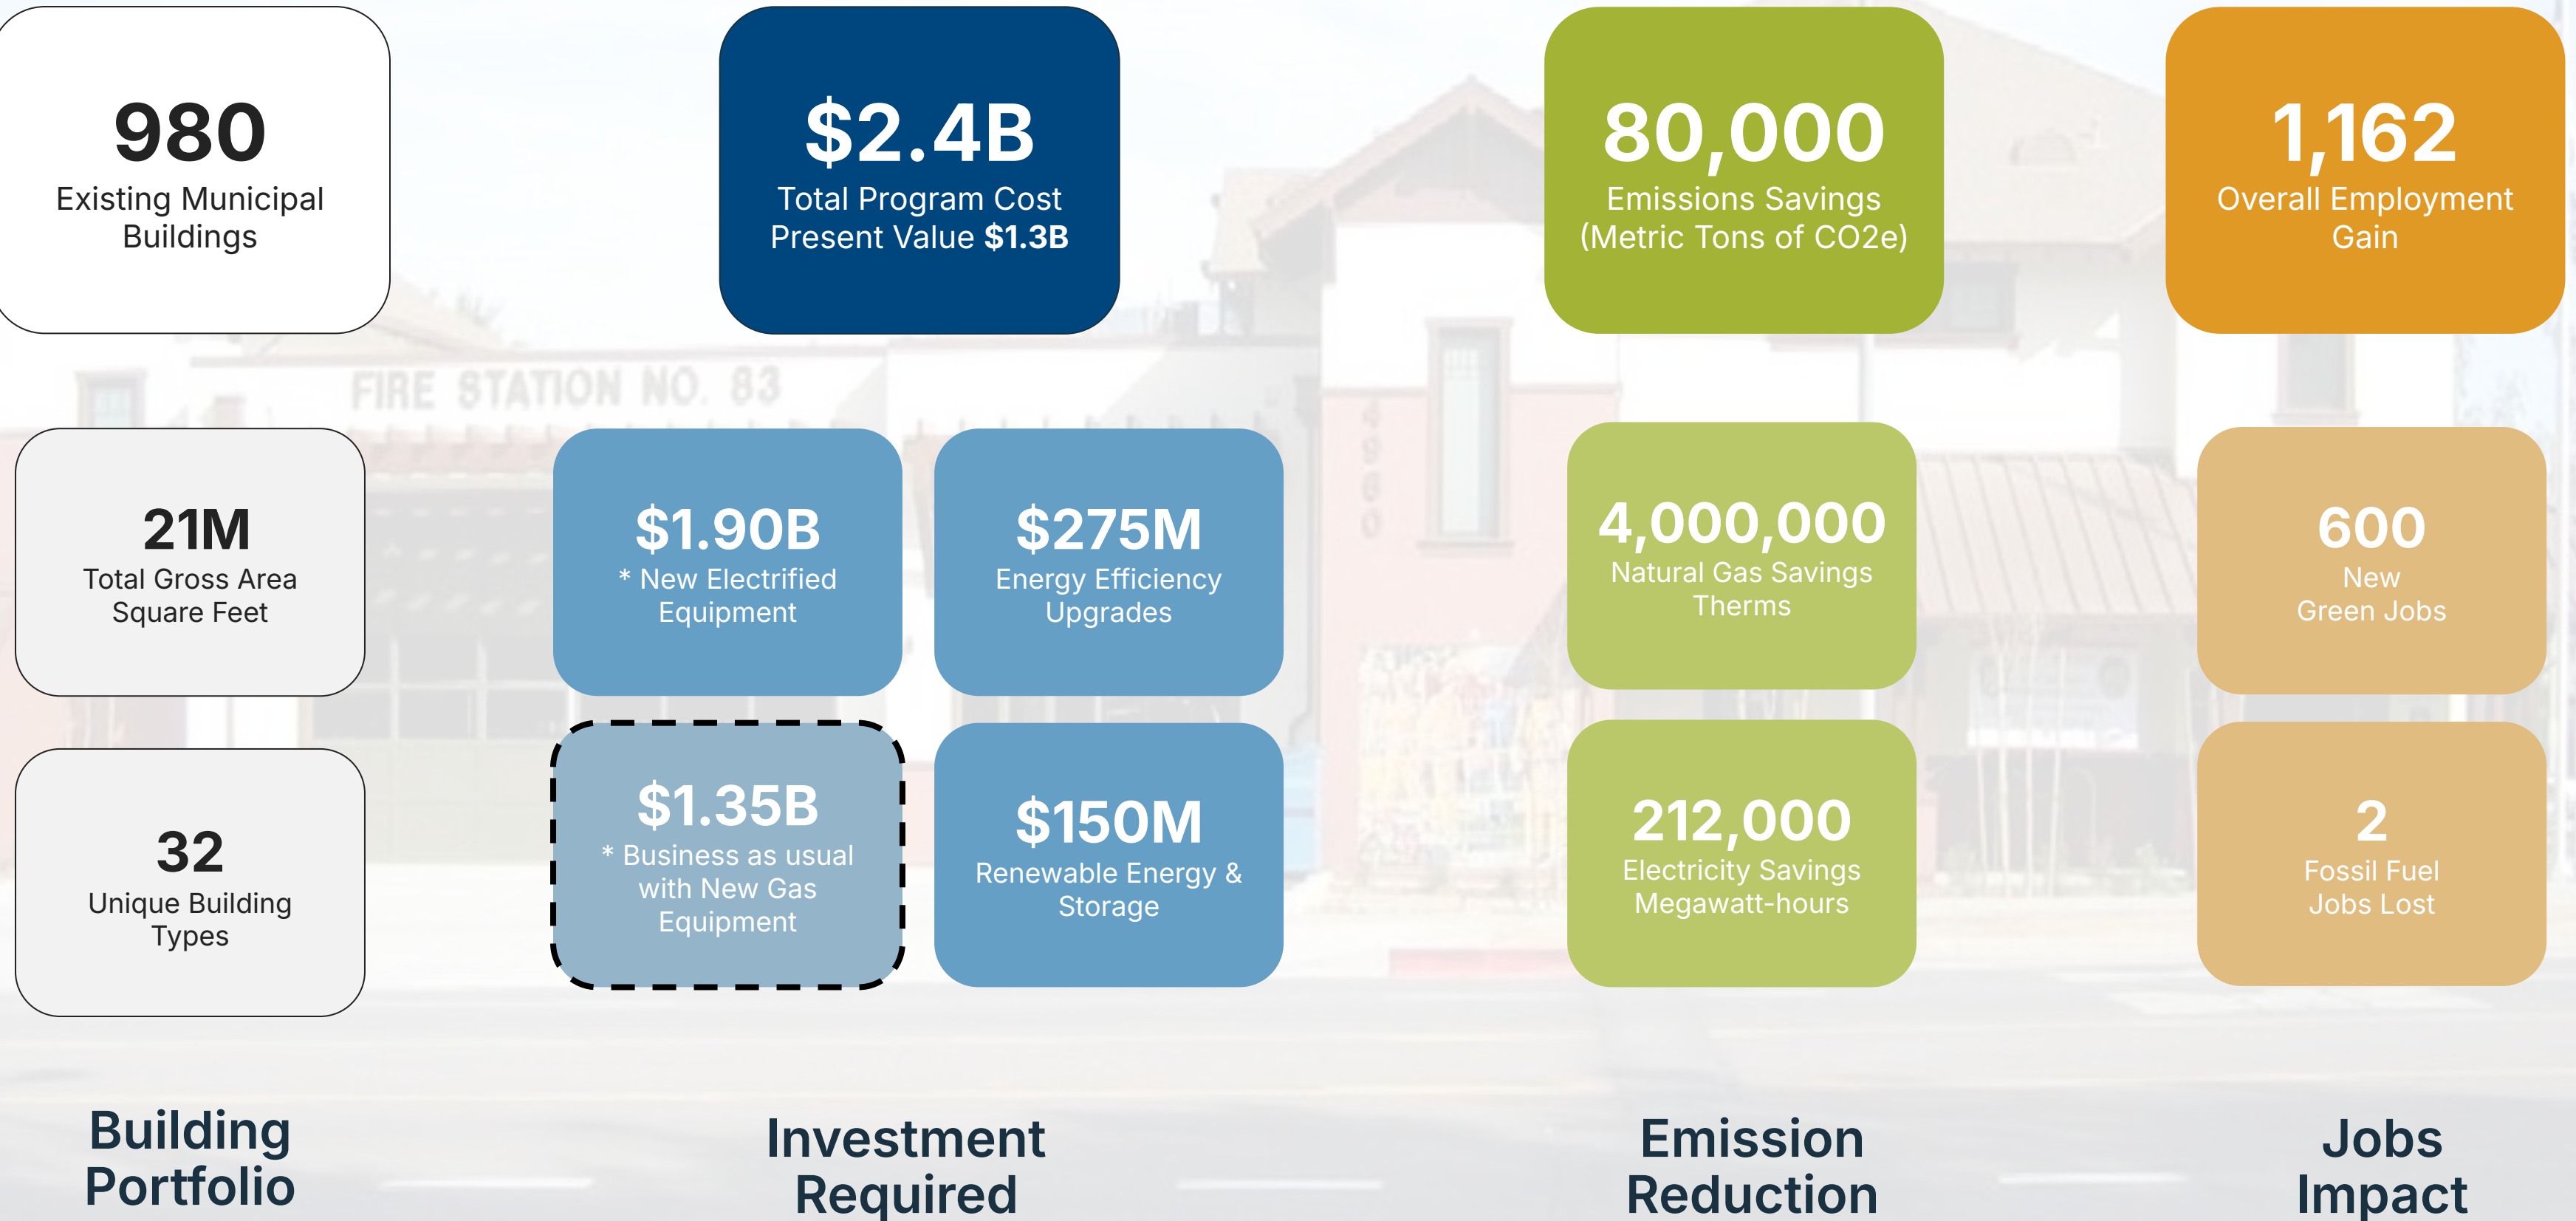 980
Existing Municipal
Buildings
21M
Total Gross Area
Square Feet
32
Unique Building
Types
Building
Portfolio
$2.4B
Total Program Cost
Present Value $1.3B
$1.90B
* New Electrified
Equipment
$275M
Energy Efficiency
Upgrades
$1.35B
* Business as usual
with New Gas
Equipment
$150M
Renewable Energy &
Storage
Investment
Required
80,000
Emissions Savings
(Metric Tons of CO2e)
4,000,000
Natural Gas Savings
Therms
212,000
Electricity Savings
Megawatt-hours
Emission
Reduction
1,162
Overall Employment
Gain
600
New
Green Jobs
2
Fossil Fuel
Jobs Lost
Jobs
Impact
FIRE STATION NO. 83